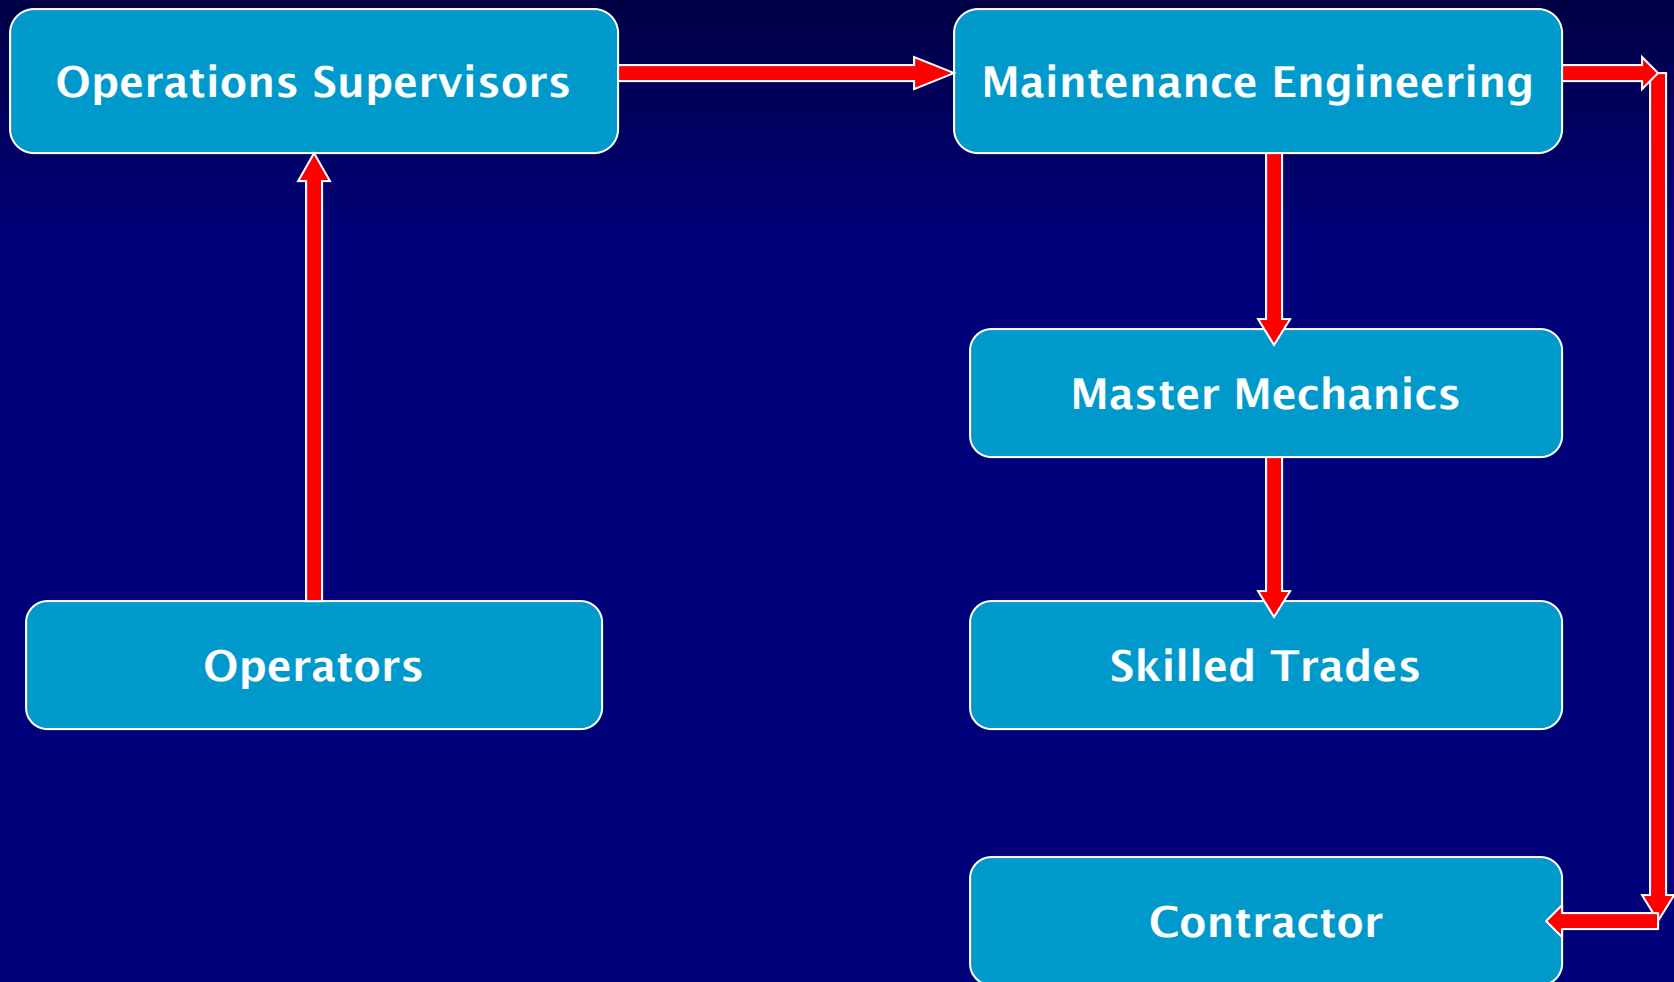 Operations Supervisors
Maintenance Engineering
Master Mechanics
Operators
Skilled Trades
Contractor